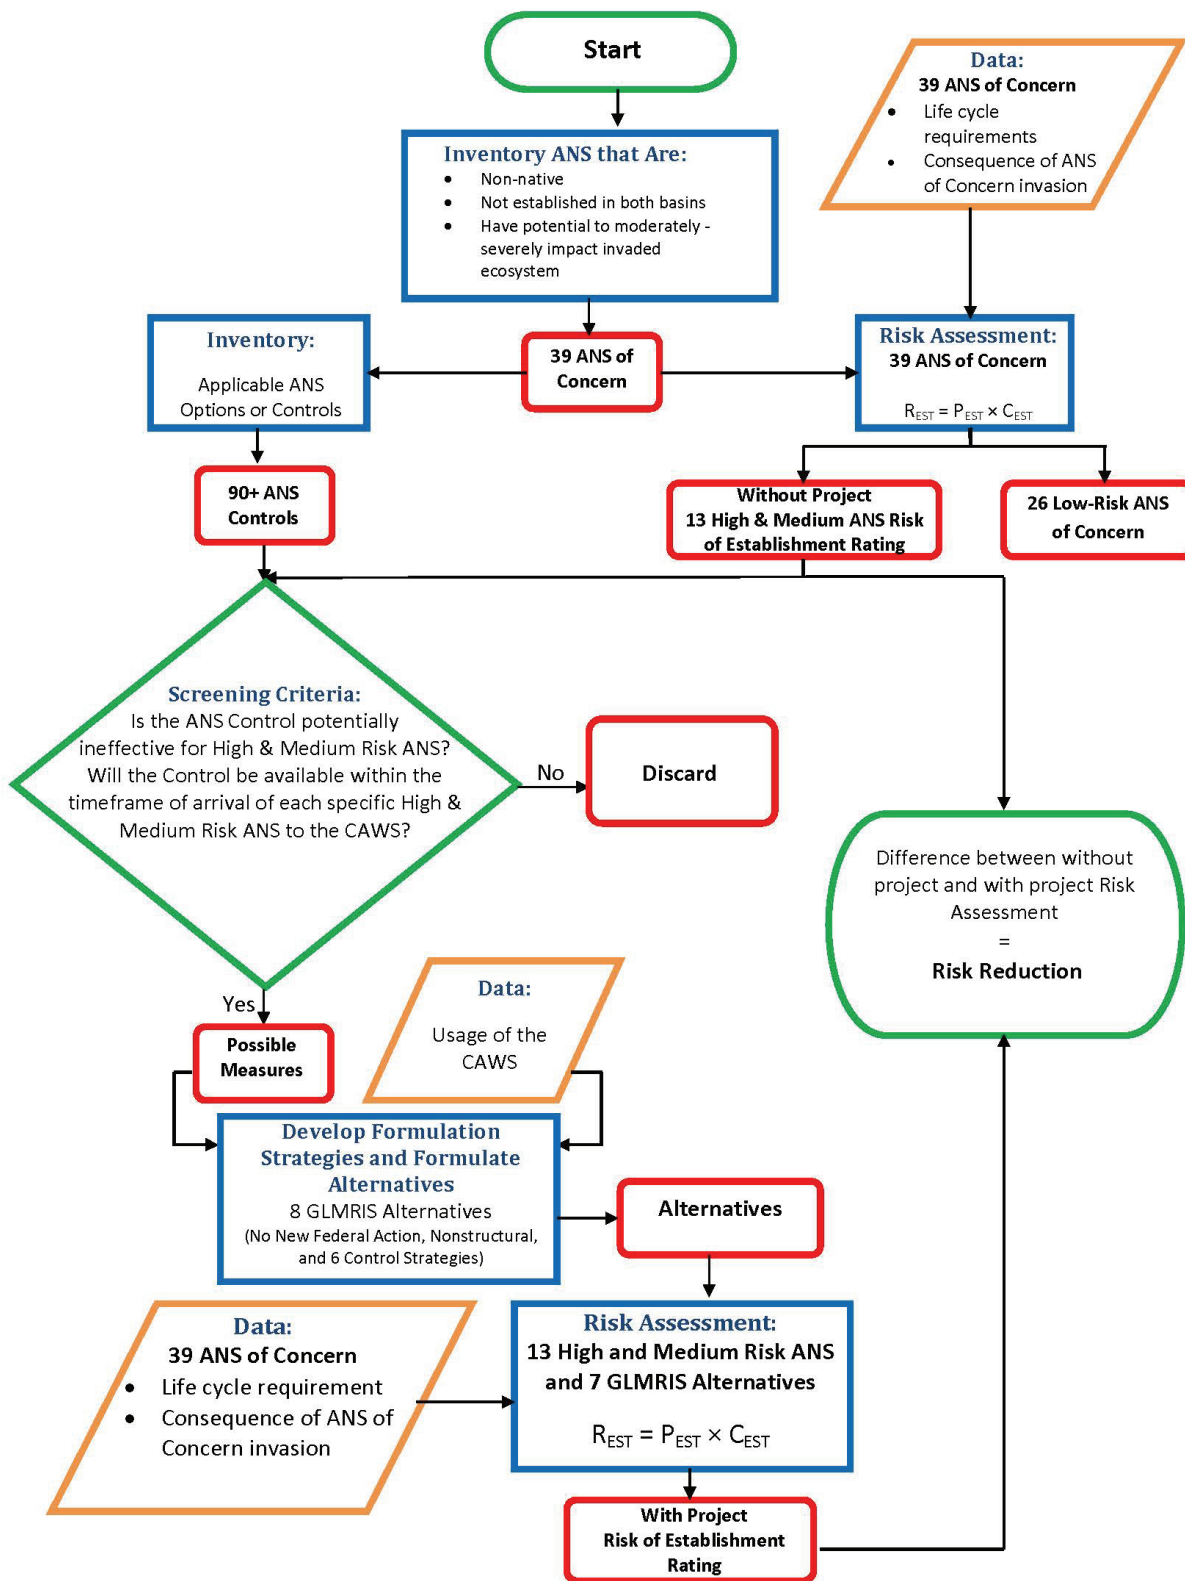 Start
Data:
39 ANS of Concern
• Life cycle
requirements
• Consequence of ANS
of Concern invasion
Inventory ANS that Are:
• Non-native
• Not established in both basins
• Have potential to moderately -
severely impact invaded
ecosystem
Inventory:
Applicable ANS
Options or Controls
39 ANS of
Concern
Risk Assessment:
39 ANS of Concern
R_EST = P_EST × C_EST
90+ ANS
Controls
Without Project
13 High & Medium ANS Risk
of Establishment Rating
26 Low-Risk ANS
of Concern
Screening Criteria:
Is the ANS Control potentially
ineffective for High & Medium Risk ANS?
Will the Control be available within the
timeframe of arrival of each specific High &
Medium Risk ANS to the CAWS?
No
Discard
Difference between without
project and with project Risk
Assessment
=
Risk Reduction
Yes
Possible
Measures
Data:
Usage of the
CAWS
Develop Formulation
Strategies and Formulate
Alternatives
8 GLMRIS Alternatives
(No New Federal Action, Nonstructural,
and 6 Control Strategies)
Alternatives
Data:
39 ANS of Concern
• Life cycle requirement
• Consequence of ANS of
Concern invasion
Risk Assessment:
13 High and Medium Risk ANS
and 7 GLMRIS Alternatives
R_EST = P_EST × C_EST
With Project
Risk of Establishment
Rating